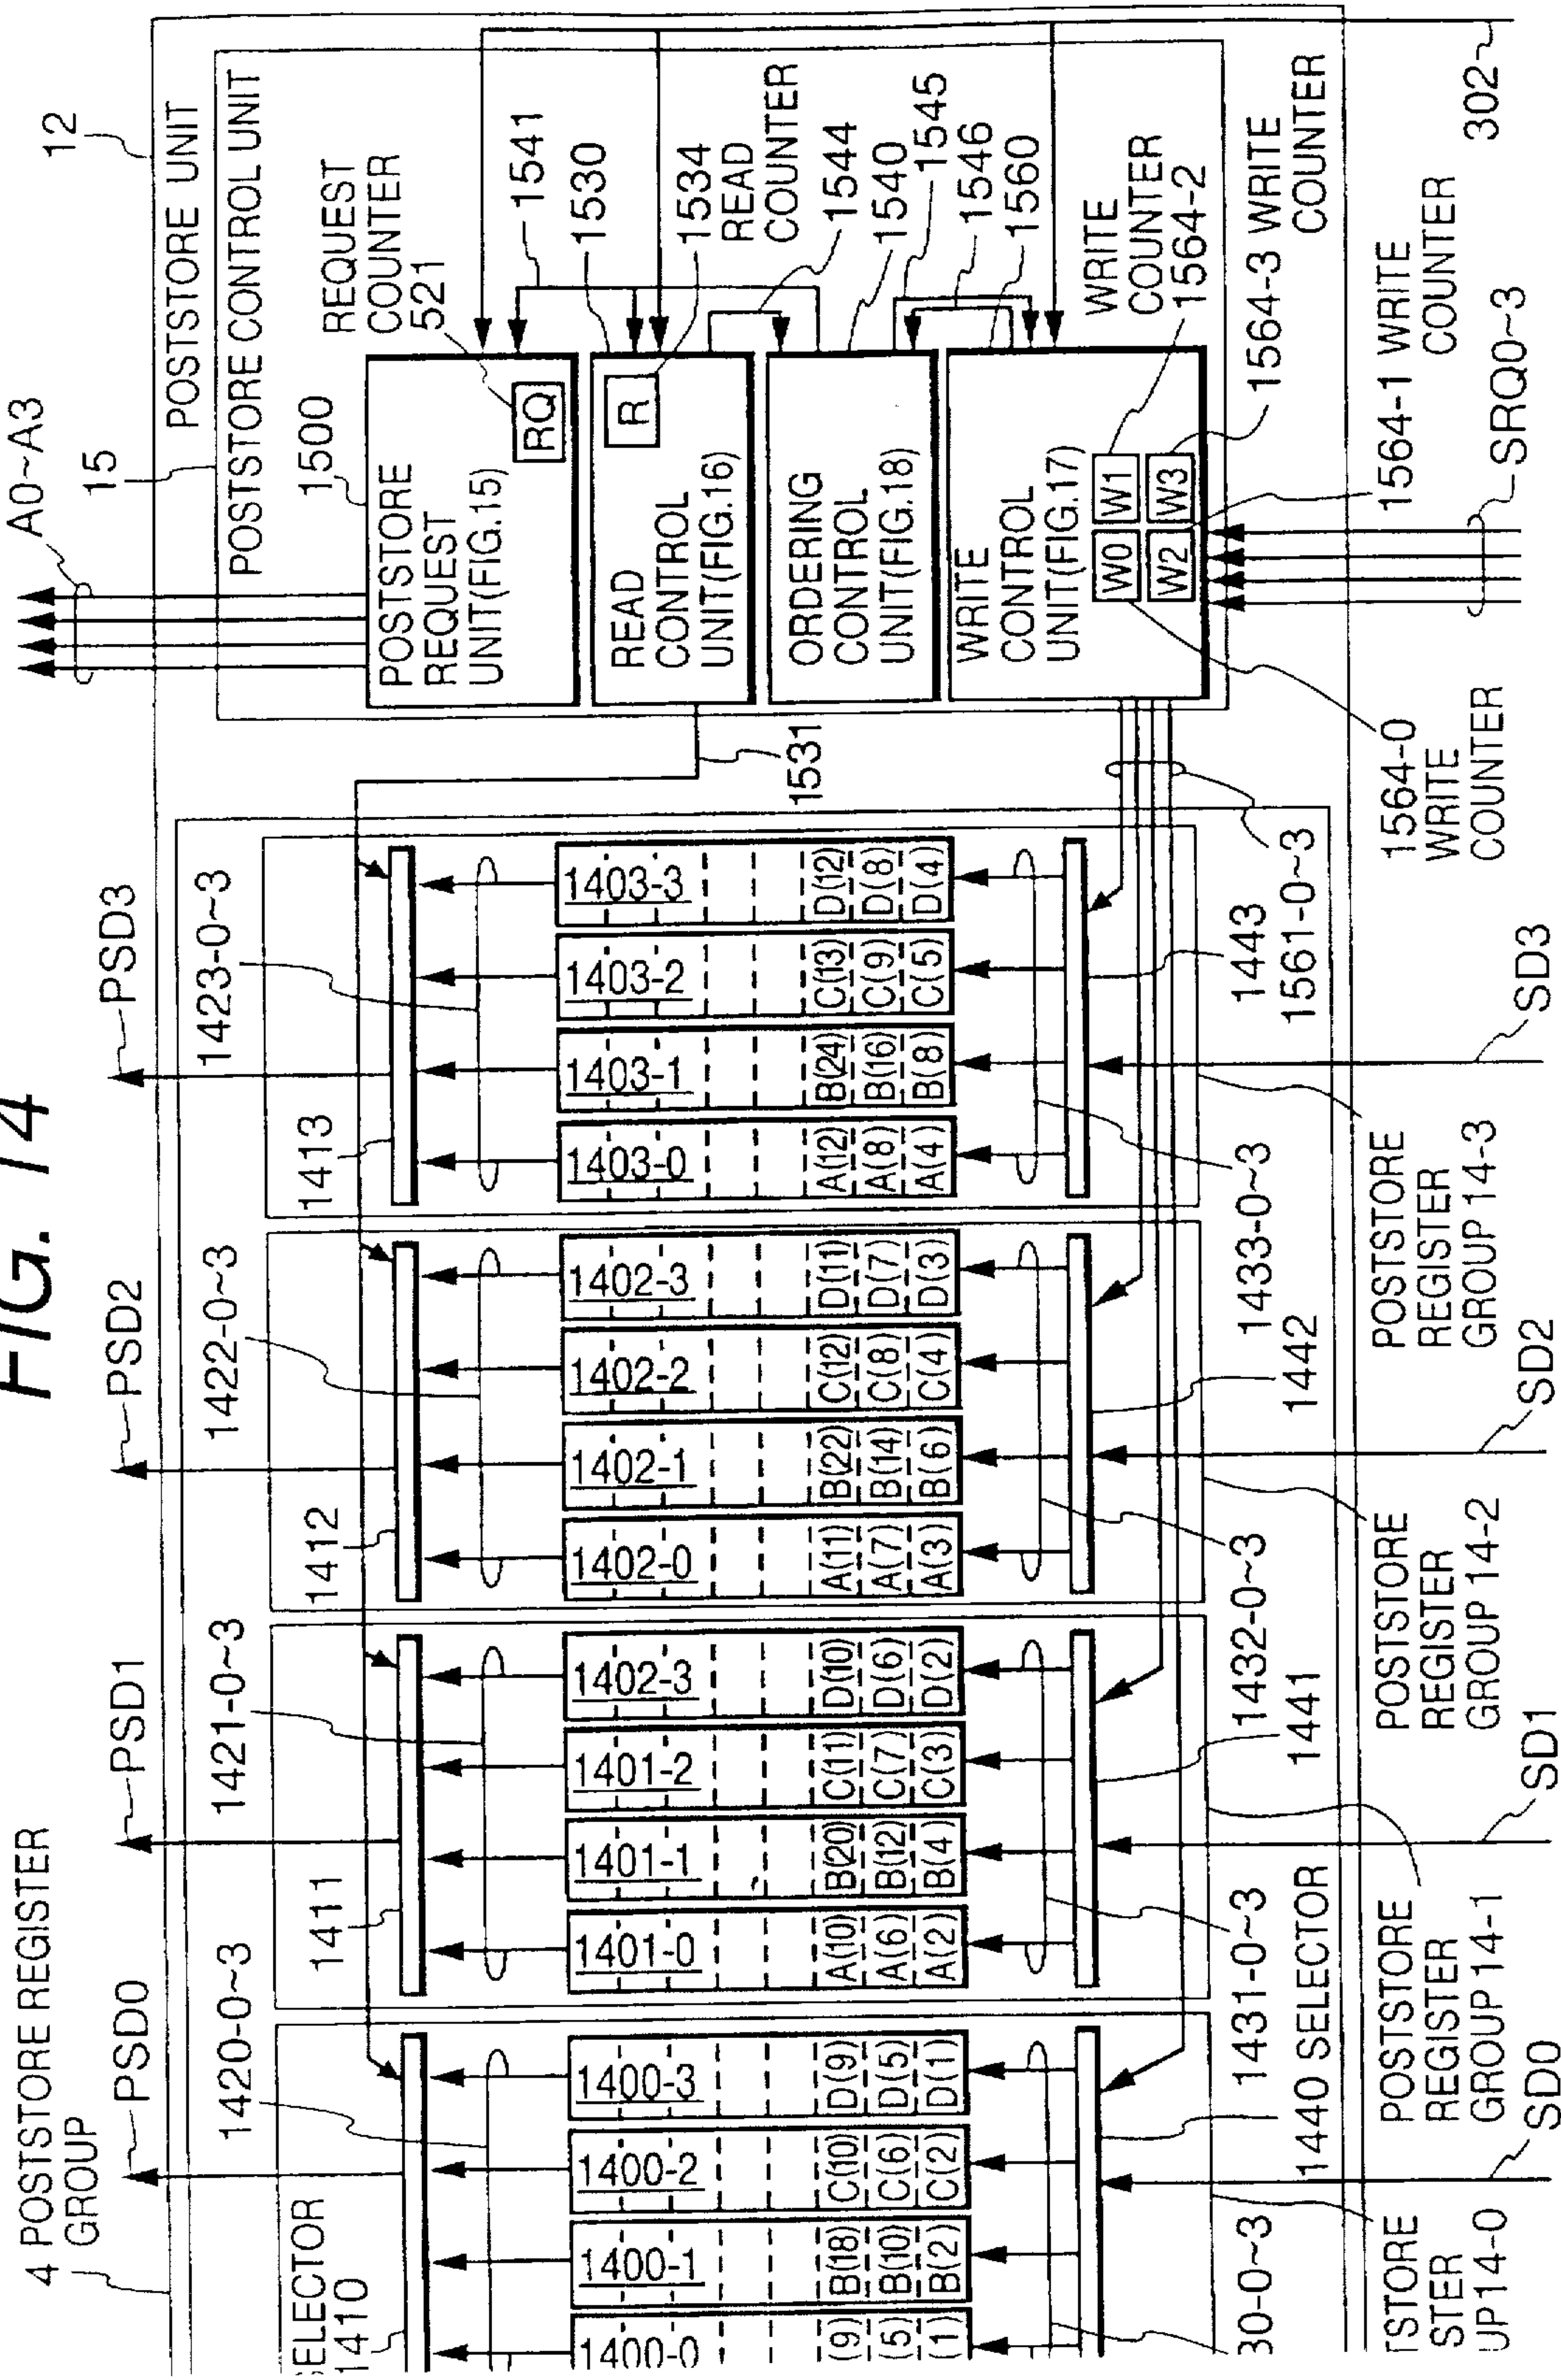 FIG. 14
12
POSTSTORE UNIT
15
POSTSTORE CONTROL UNIT
A0~A3
1500
POSTSTORE
REQUEST
UNIT(FIG.15)
RQ
REQUEST
COUNTER
521
1541
1530
READ
CONTROL
UNIT(FIG.16)
R
1534
READ
COUNTER
1544
1540
ORDERING
CONTROL
UNIT(FIG.18)
1545
1546
1560
WRITE
CONTROL
UNIT(FIG.17)
W0
W1
W2
W3
WRITE
COUNTER
1564-2
1564-3 WRITE
COUNTER
1564-1 WRITE
COUNTER
1564-0
WRITE
COUNTER
302
SRQ0~3
1531
1561-0~3
4 POSTSTORE REGISTER
GROUP
PSD0
PSD1
PSD2
PSD3
1420-0~3
1421-0~3
1422-0~3
1423-0~3
1410
1411
1412
1413
1400-0
(9)
(5)
(1)
1400-1
B(18)
B(10)
B(2)
1400-2
C(10)
C(6)
C(2)
1400-3
D(9)
D(5)
D(1)
1401-0
A(10)
A(6)
A(2)
1401-1
B(20)
B(12)
B(4)
1401-2
C(11)
C(7)
C(3)
1402-3
D(10)
D(6)
D(2)
1402-0
A(11)
A(7)
A(3)
1402-1
B(22)
B(14)
B(6)
1402-2
C(12)
C(8)
C(4)
1402-3
D(11)
D(7)
D(3)
1403-0
A(12)
A(8)
A(4)
1403-1
B(24)
B(16)
B(8)
1403-2
C(13)
C(9)
C(5)
1403-3
D(12)
D(8)
D(4)
30-0~3
1440 SELECTOR
1431-0~3
1441
1432-0~3
1442
1433-0~3
1443
UP14-0
SD0
POSTSTORE
REGISTER
GROUP 14-1
SD1
POSTSTORE
REGISTER
GROUP 14-2
SD2
POSTSTORE
REGISTER
GROUP 14-3
SD3